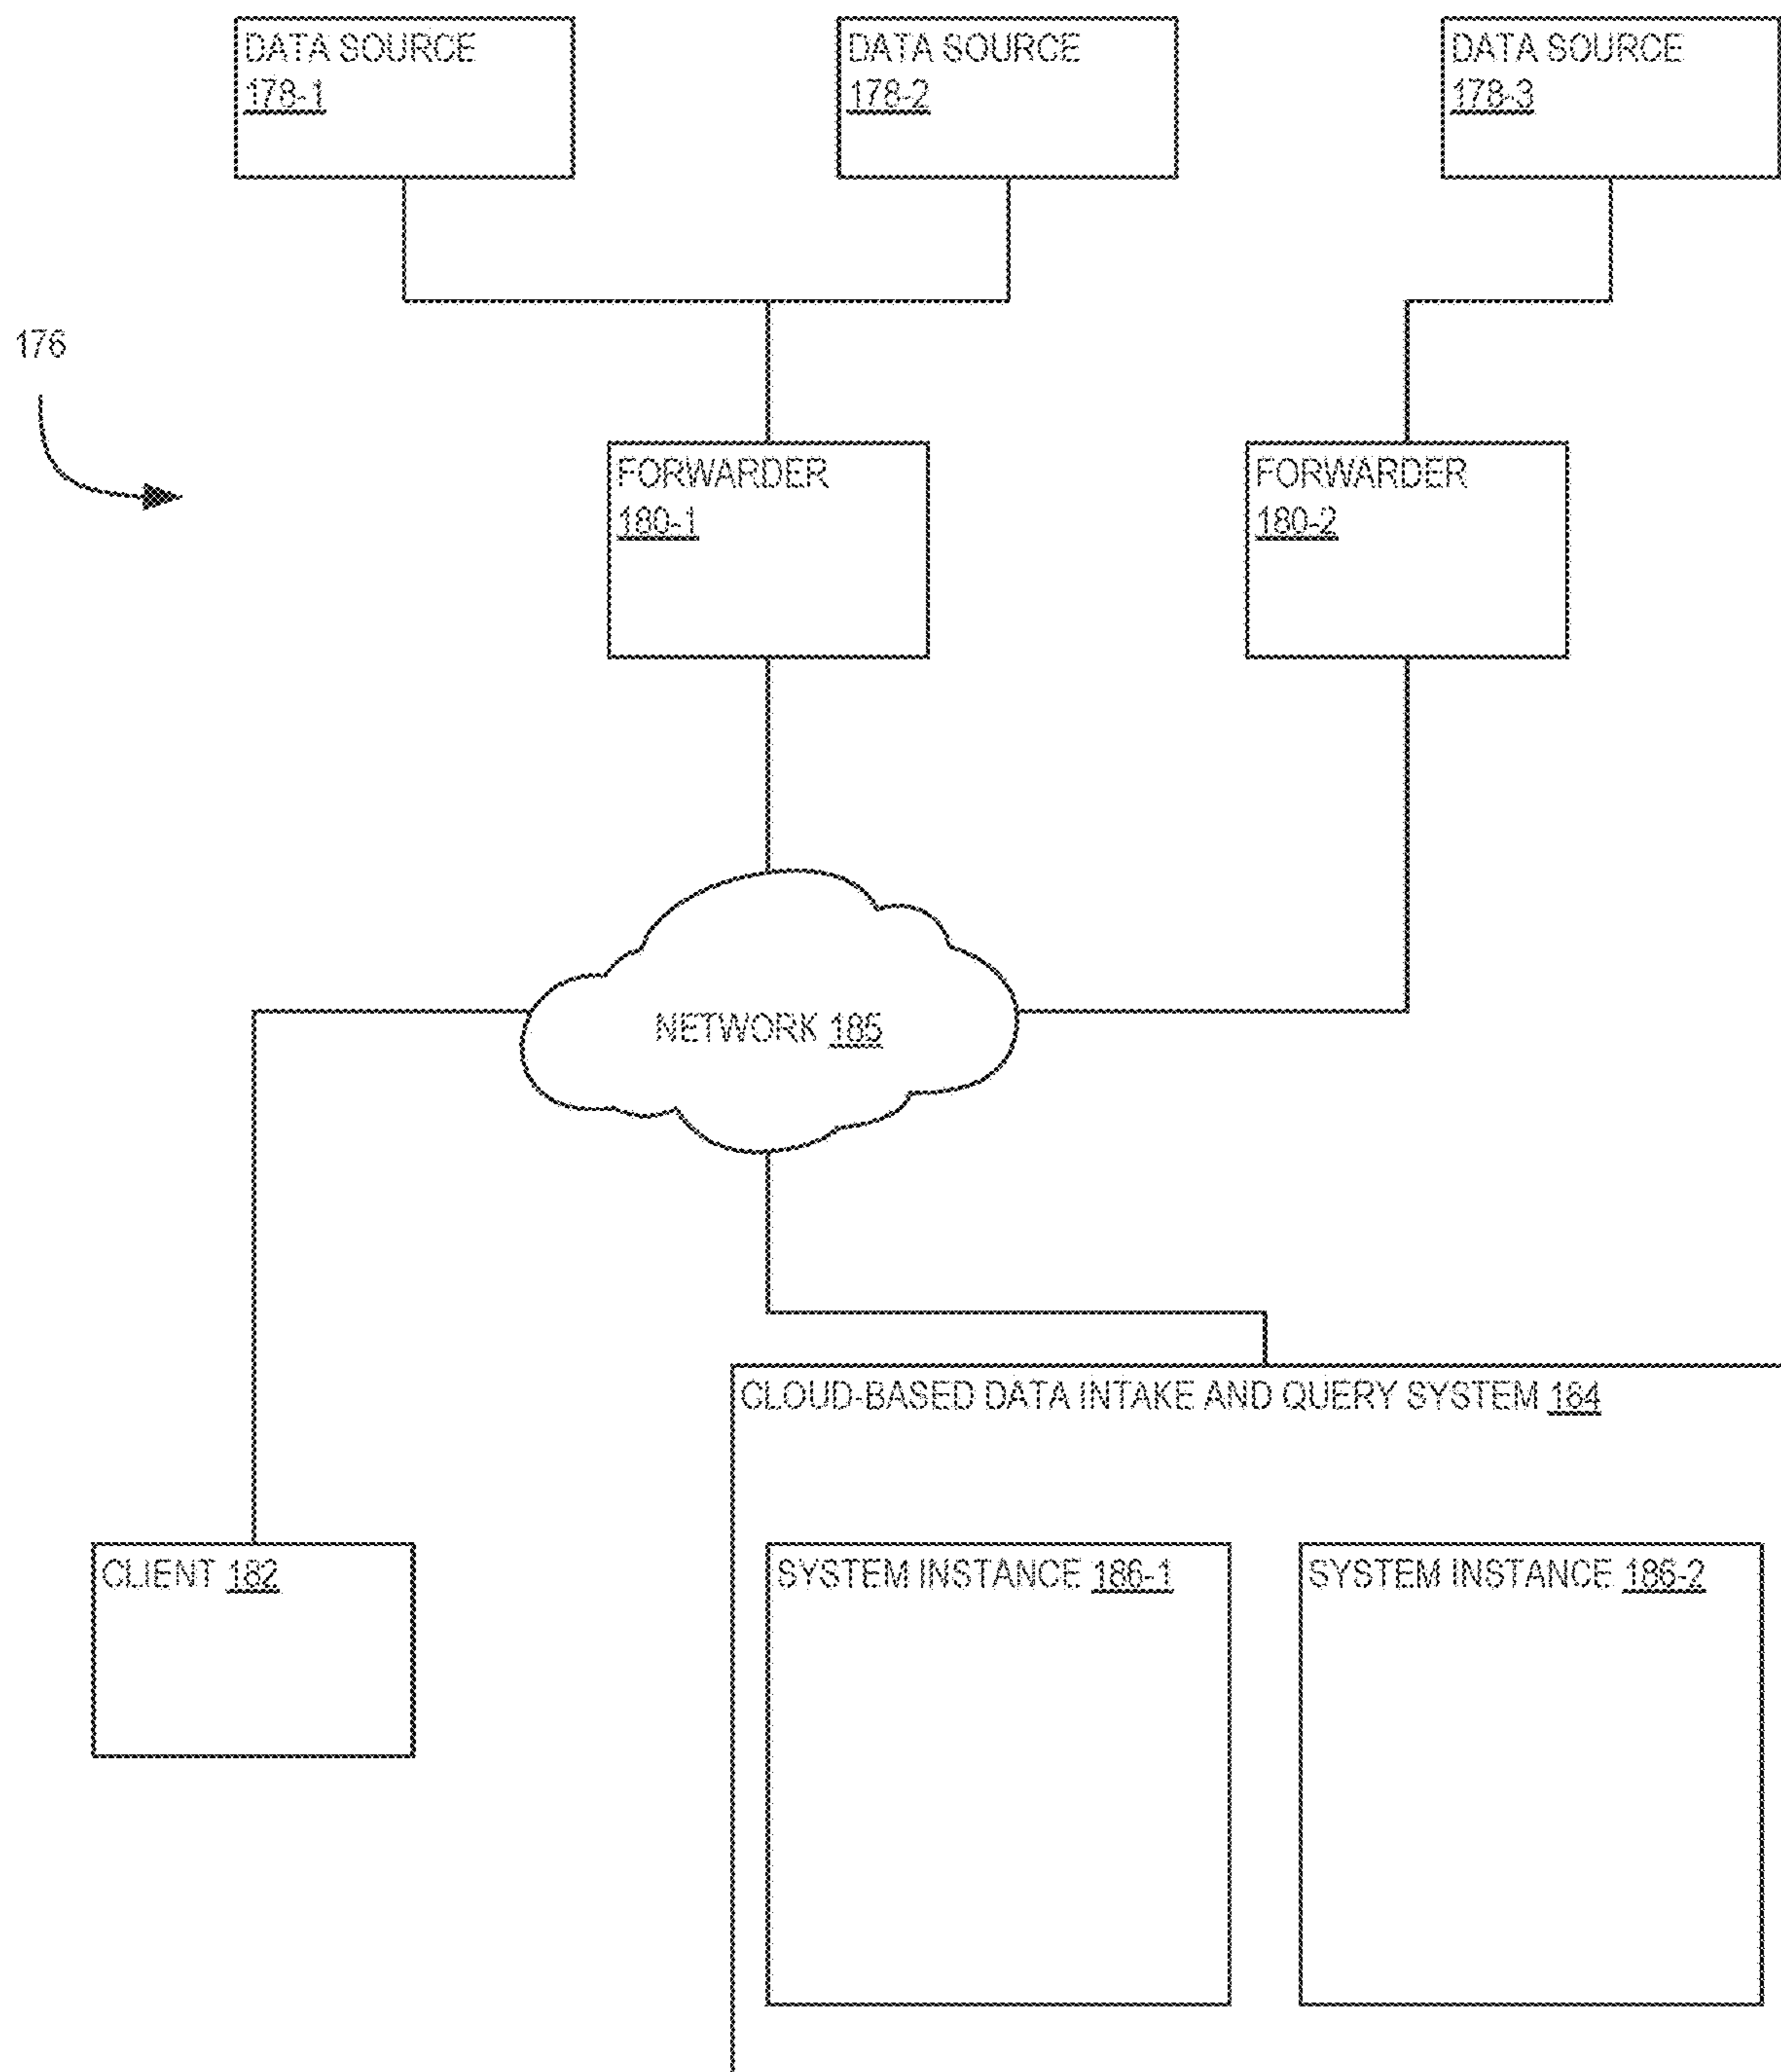 DATA SOURCE
178-1
DATA SOURCE
178-2
DATA SOURCE
178-3
176
FORWARDER
180-1
FORWARDER
180-2
NETWORK 185
CLOUD-BASED DATA INTAKE AND QUERY SYSTEM 184
CLIENT 182
SYSTEM INSTANCE 186-1
SYSTEM INSTANCE 186-2